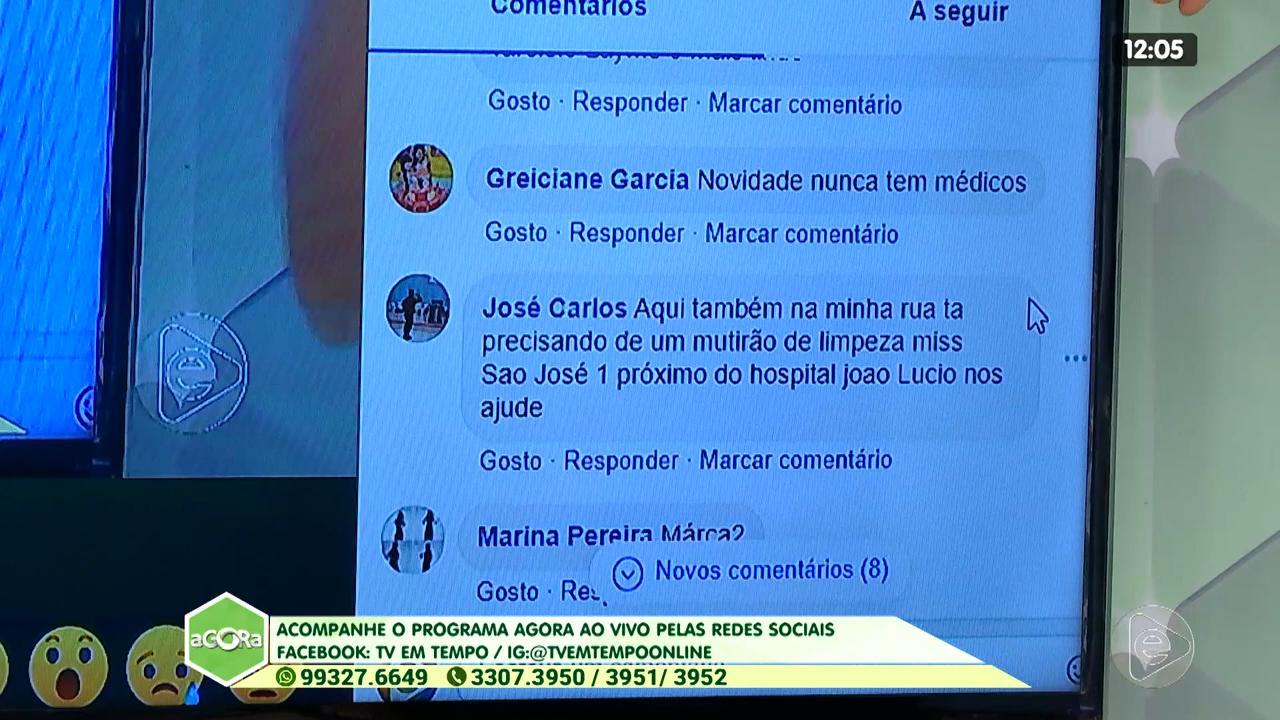 Comentários
A seguir
12:05
Gosto · Responder · Marcar comentário
Greiciane Garcia Novidade nunca tem médicos
Gosto · Responder · Marcar comentário
José Carlos Aqui também na minha rua ta
precisando de um mutirão de limpeza miss
Sao José 1 próximo do hospital joao Lucio nos
ajude
Gosto · Responder · Marcar comentário
Marina Pereira
Novos comentários (8)
Gosto ·
aGORa
ACOMPANHE O PROGRAMA AGORA AO VIVO PELAS REDES SOCIAIS
FACEBOOK: TV EM TEMPO / IG:@TVEMTEMPOONLINE
99327.6649 3307.3950 / 3951/ 3952